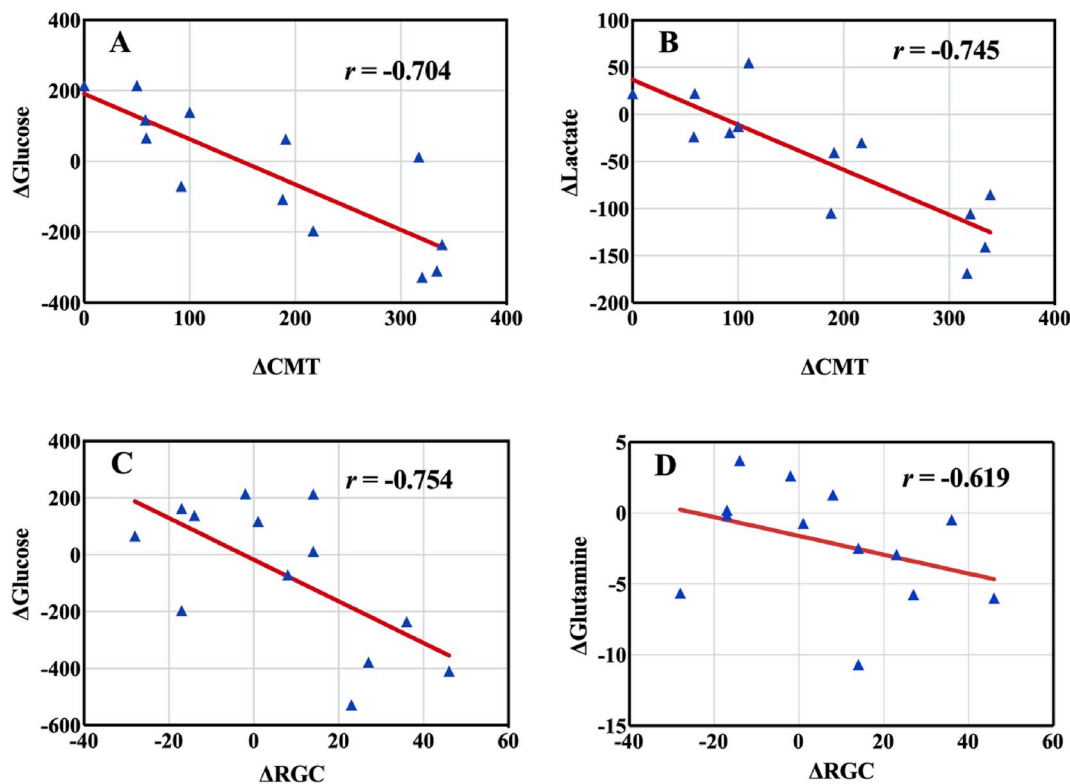 A
r = -0.704
ΔGlucose
400
200
0
-200
-400
0 100 200 300 400
ΔCMT
B
r = -0.745
ΔLactate
100
50
0
-50
-100
-150
-200
0 100 200 300 400
ΔCMT
C
r = -0.754
ΔGlucose
400
200
0
-200
-400
-600
-40 -20 0 20 40 60
ΔRGC
D
r = -0.619
ΔGlutamine
5
0
-5
-10
-15
-40 -20 0 20 40 60
ΔRGC